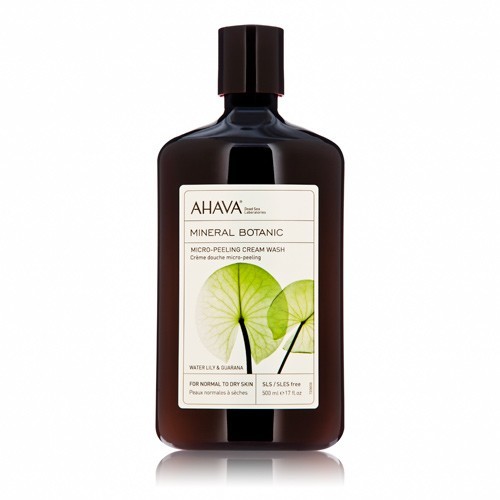 AHAVA® Dead Sea
Laboratories
MINERAL BOTANIC
MICRO-PEELING CREAM WASH
Crème douche micro-peeling
WATER LILY & GUARANA
FOR NORMAL TO DRY SKIN
Peaux normales à sèches
SLS / SLES free
500 ml ℮ 17 fl.oz